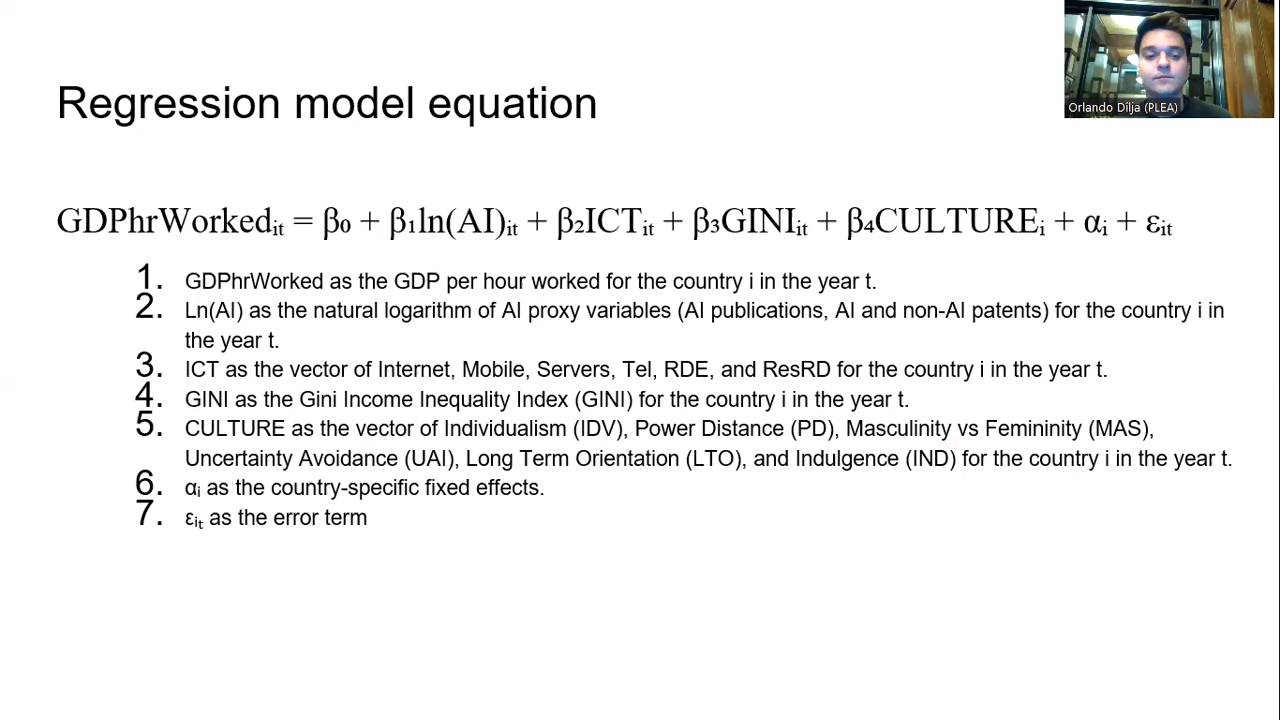 Orlando Dilja (PLEA)
Regression model equation
GDPhrWorkedᵢₜ = β₀ + β₁ln(AI)ᵢₜ + β₂ICTᵢₜ + β₃GINIᵢₜ + β₄CULTUREᵢ + αᵢ + εᵢₜ
1. GDPhrWorked as the GDP per hour worked for the country i in the year t.
2. Ln(AI) as the natural logarithm of AI proxy variables (AI publications, AI and non-AI patents) for the country i in
the year t.
3. ICT as the vector of Internet, Mobile, Servers, Tel, RDE, and ResRD for the country i in the year t.
4. GINI as the Gini Income Inequality Index (GINI) for the country i in the year t.
5. CULTURE as the vector of Individualism (IDV), Power Distance (PD), Masculinity vs Femininity (MAS),
Uncertainty Avoidance (UAI), Long Term Orientation (LTO), and Indulgence (IND) for the country i in the year t.
6. αᵢ as the country-specific fixed effects.
7. εᵢₜ as the error term